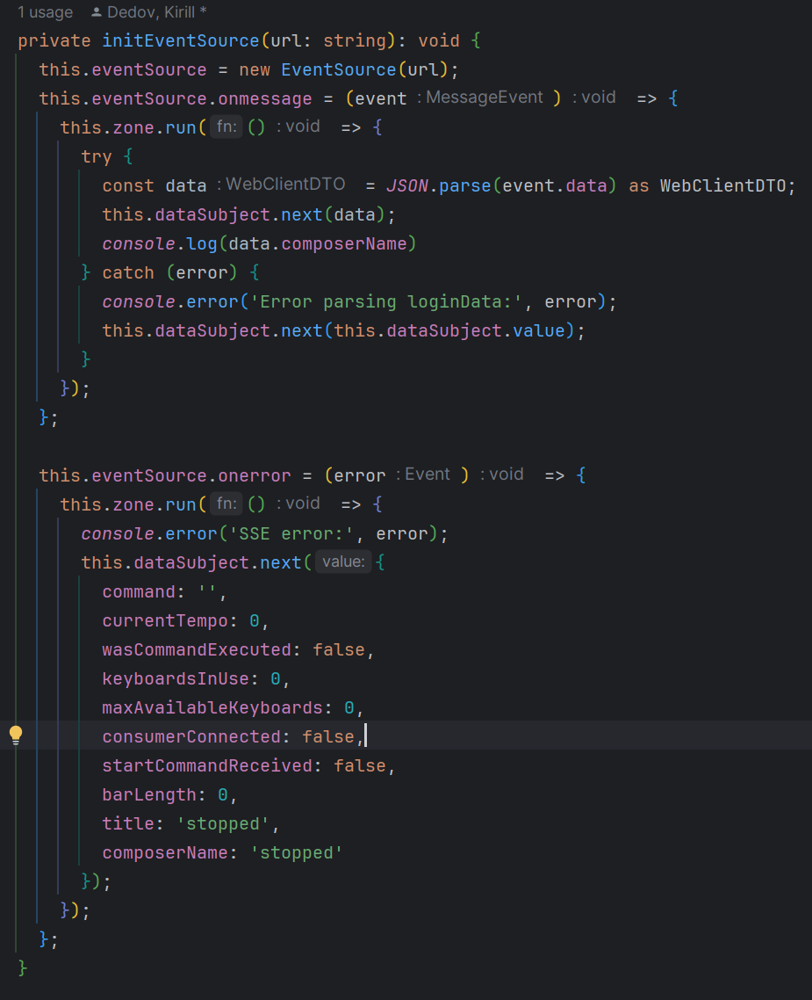 1 usage Dedov, Kirill *
private initEventSource(url: string): void {
this.eventSource = new EventSource(url);
this.eventSource.onmessage = (event : MessageEvent ) : void => {
this.zone.run( fn: () : void => {
try {
const data : WebClientDTO = JSON.parse(event.data) as WebClientDTO;
this.dataSubject.next(data);
console.log(data.composerName)
} catch (error) {
console.error('Error parsing loginData:', error);
this.dataSubject.next(this.dataSubject.value);
}
});
};
this.eventSource.onerror = (error : Event ) : void => {
this.zone.run( fn: () : void => {
console.error('SSE error:', error);
this.dataSubject.next( value: {
command: '',
currentTempo: 0,
wasCommandExecuted: false,
keyboardsInUse: 0,
maxAvailableKeyboards: 0,
consumerConnected: false,
startCommandReceived: false,
barLength: 0,
title: 'stopped',
composerName: 'stopped'
});
});
};
}